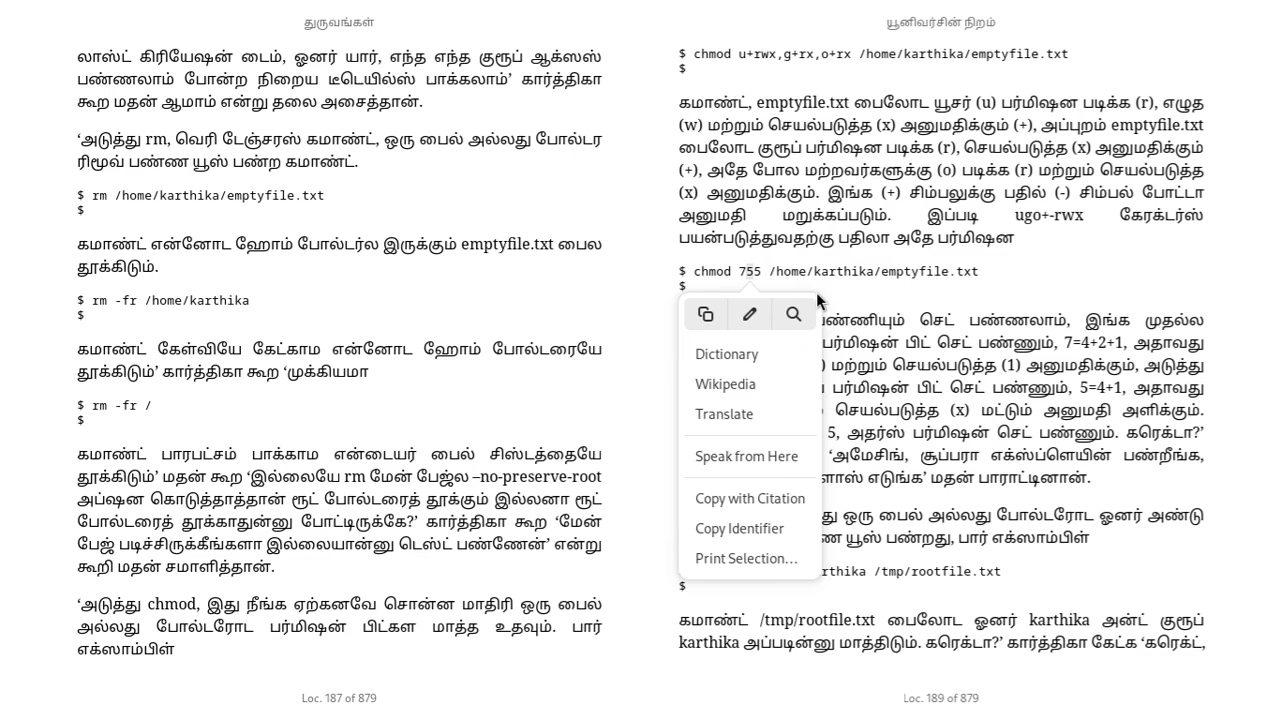 துருவங்கள்
லாஸ்ட் கிரியேஷன் டைம், ஓனர் யார், எந்த எந்த குரூப் ஆக்ஸஸ்
பண்ணலாம் போன்ற நிறைய டீடெயில்ஸ் பாக்கலாம்’ கார்த்திகா
கூற மதன் ஆமாம் என்று தலை அசைத்தான்.
‘அடுத்து rm, வெரி டேஞ்சரஸ் கமாண்ட், ஒரு பைல் அல்லது போல்டர
ரிமூவ் பண்ண யூஸ் பண்ற கமாண்ட்.
$ rm /home/karthika/emptyfile.txt
$
கமாண்ட் என்னோட ஹோம் போல்டர்ல இருக்கும் emptyfile.txt பைல
தூக்கிடும்.
$ rm -fr /home/karthika
$
கமாண்ட் கேள்வியே கேட்காம என்னோட ஹோம் போல்டரையே
தூக்கிடும்’ கார்த்திகா கூற ‘முக்கியமா
$ rm -fr /
$
கமாண்ட் பாரபட்சம் பாக்காம என்டையர் பைல் சிஸ்டத்தையே
தூக்கிடும்’ மதன் கூற ‘இல்லையே rm மேன் பேஜ்ல –no-preserve-root
அப்ஷன கொடுத்தாத்தான் ரூட் போல்டரைத் தூக்கும் இல்லனா ரூட்
போல்டரைத் தூக்காதுன்னு போட்டிருக்கே?’ கார்த்திகா கூற ‘மேன்
பேஜ் படிச்சிருக்கீங்களா இல்லையான்னு டெஸ்ட் பண்ணேன்’ என்று
கூறி மதன் சமாளித்தான்.
‘அடுத்து chmod, இது நீங்க ஏற்கனவே சொன்ன மாதிரி ஒரு பைல்
அல்லது போல்டரோட பர்மிஷன் பிட்கள மாத்த உதவும். பார்
எக்ஸாம்பிள்
Loc. 187 of 879
யூனிவர்சின் நிறம்
$ chmod u+rwx,g+rx,o+rx /home/karthika/emptyfile.txt
$
கமாண்ட், emptyfile.txt பைலோட யூசர் (u) பர்மிஷன படிக்க (r), எழுத
(w) மற்றும் செயல்படுத்த (x) அனுமதிக்கும் (+), அப்புறம் emptyfile.txt
பைலோட குரூப் பர்மிஷன படிக்க (r), செயல்படுத்த (x) அனுமதிக்கும்
(+), அதே போல மற்றவர்களுக்கு (o) படிக்க (r) மற்றும் செயல்படுத்த
(x) அனுமதிக்கும். இங்க (+) சிம்பலுக்கு பதில் (-) சிம்பல் போட்டா
அனுமதி மறுக்கப்படும். இப்படி ugo+-rwx கேரக்டர்ஸ்
பயன்படுத்துவதற்கு பதிலா அதே பர்மிஷன
$ chmod 755 /home/karthika/emptyfile.txt
$
பண்ணியும் செட் பண்ணலாம், இங்க முதல்ல
பர்மிஷன் பிட் செட் பண்ணும், 7=4+2+1, அதாவது
) மற்றும் செயல்படுத்த (1) அனுமதிக்கும், அடுத்து
பர்மிஷன் பிட் செட் பண்ணும், 5=4+1, அதாவது
செயல்படுத்த (x) மட்டும் அனுமதி அளிக்கும்.
5, அதர்ஸ் பர்மிஷன் செட் பண்ணும். கரெக்டா?’
‘அமேசிங், சூப்பரா எக்ஸ்ப்ளெயின் பண்றீங்க,
ளாஸ் எடுங்க’ மதன் பாராட்டினான்.
து ஒரு பைல் அல்லது போல்டரோட ஓனர் அண்டு
ண யூஸ் பண்றது, பார் எக்ஸாம்பிள்
rthika /tmp/rootfile.txt
$
கமாண்ட் /tmp/rootfile.txt பைலோட ஓனர் karthika அன்ட் குரூப்
karthika அப்படின்னு மாத்திடும். கரெக்டா?’ கார்த்திகா கேட்க ‘கரெக்ட்,
Loc. 189 of 879
Dictionary
Wikipedia
Translate
Speak from Here
Copy with Citation
Copy Identifier
Print Selection…